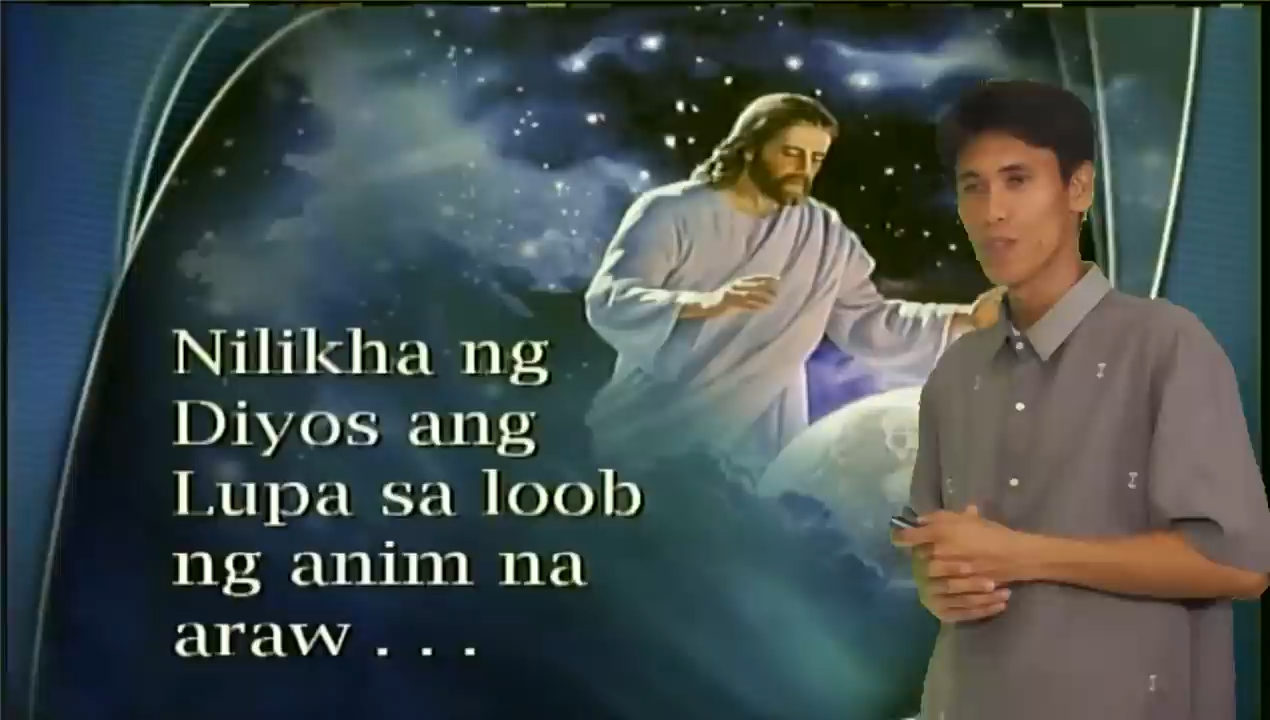 Nilikha ng
Diyos ang
Lupa sa loob
ng anim na
araw . . .